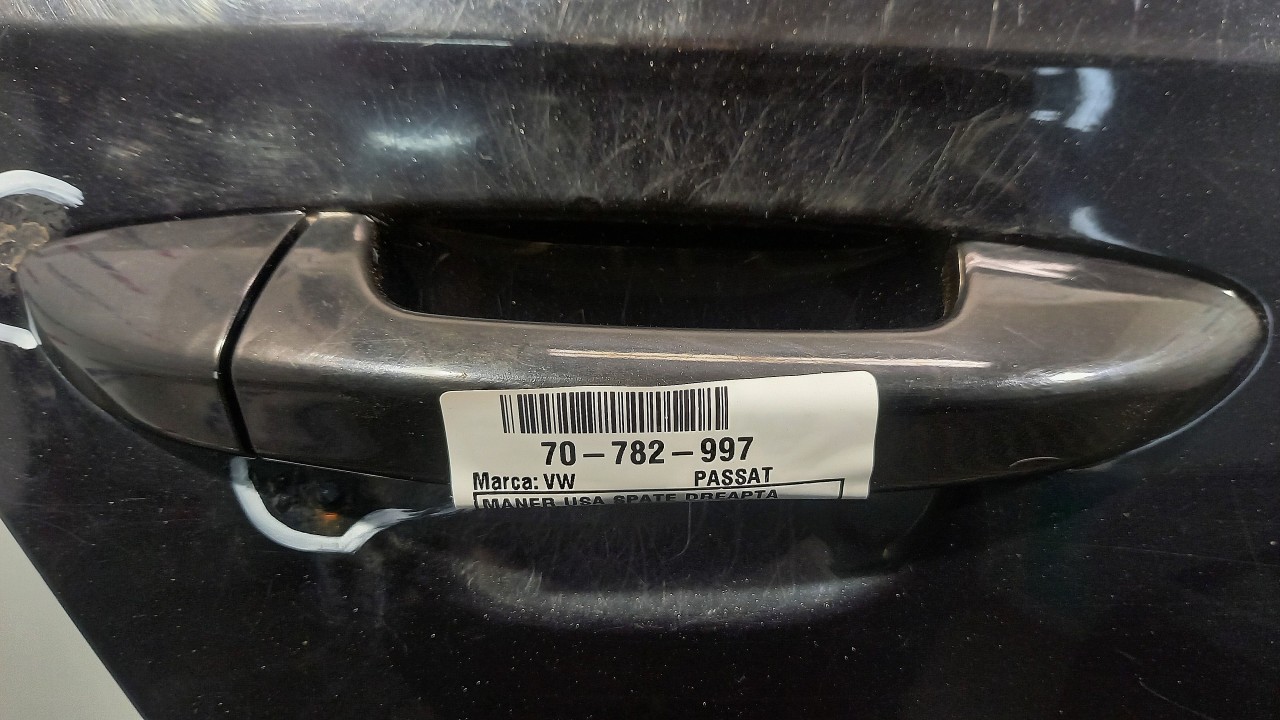 70-782-997
Marca: VW PASSAT
MANER USA SPATE DREAPTA